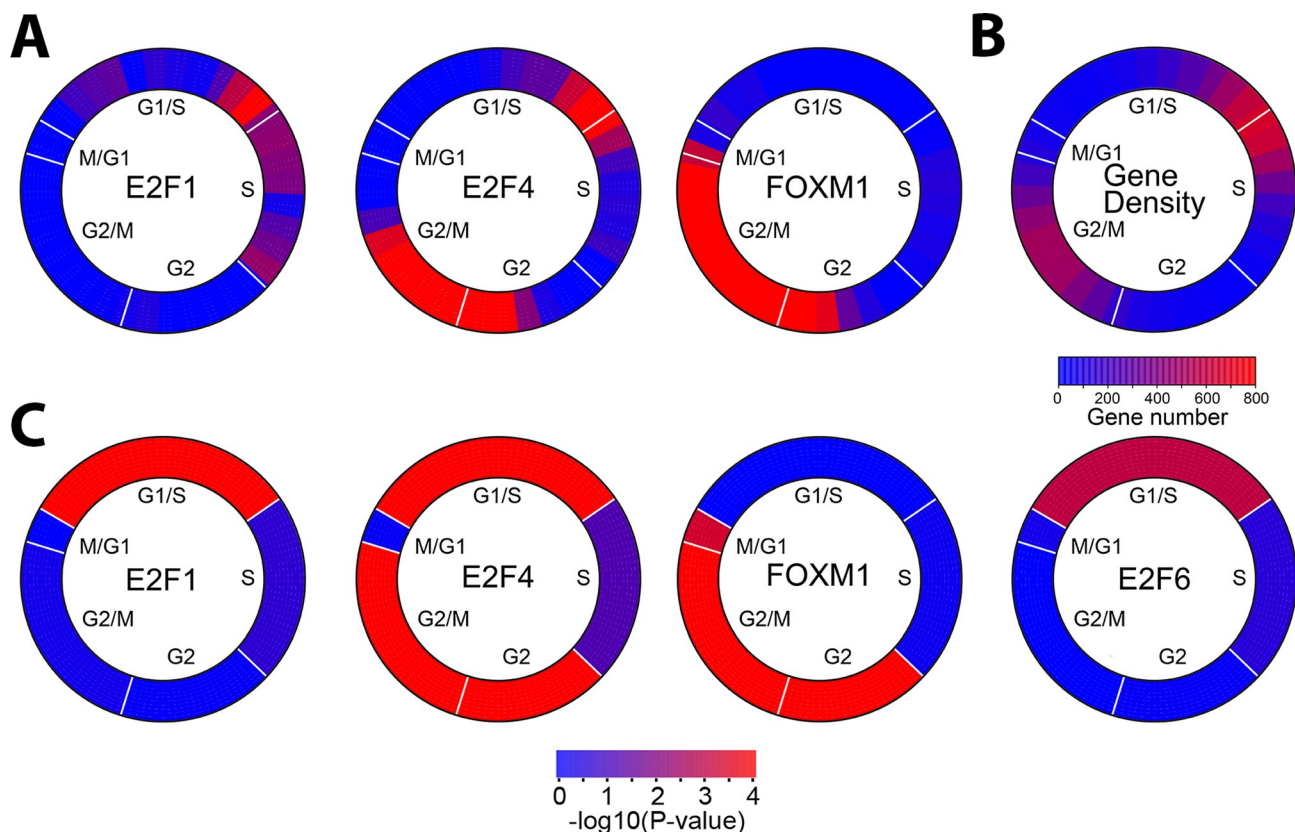 A
G1/S
M/G1
E2F1
S
G2/M
G2
G1/S
M/G1
E2F4
S
G2/M
G2
G1/S
M/G1
FOXM1
S
G2/M
G2
B
G1/S
M/G1
Gene
Density
S
G2/M
G2
0 200 400 600 800
Gene number
C
G1/S
M/G1
E2F1
S
G2/M
G2
G1/S
M/G1
E2F4
S
G2/M
G2
G1/S
M/G1
FOXM1
S
G2/M
G2
G1/S
M/G1
E2F6
S
G2/M
G2
0 1 2 3 4
-log10(P-value)